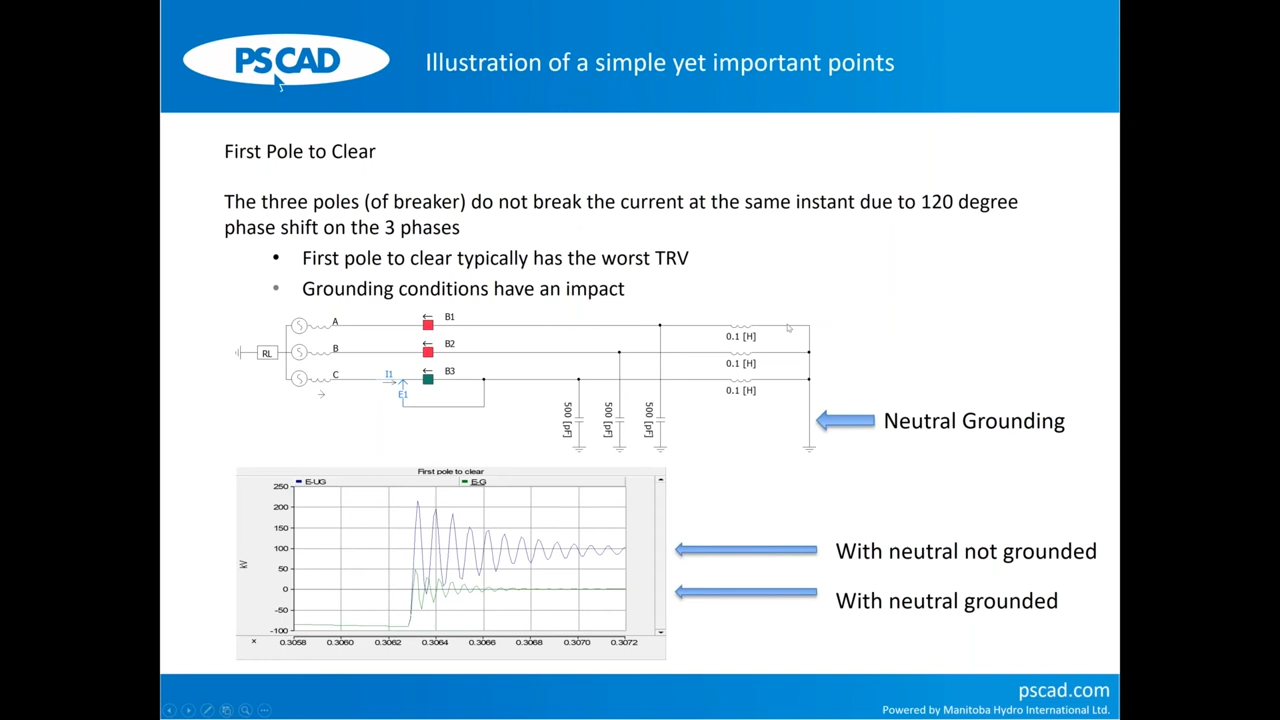 PSCAD
Illustration of a simple yet important points
First Pole to Clear
The three poles (of breaker) do not break the current at the same instant due to 120 degree
phase shift on the 3 phases
• First pole to clear typically has the worst TRV
• Grounding conditions have an impact
A
B1
0.1 [H]
RL
B
B2
0.1 [H]
C
I1
E1
B3
0.1 [H]
500 [pF]
500 [pF]
500 [pF]
Neutral Grounding
First pole to clear
E-UG
E-G
250
200
150
100
50
0
-50
-100
kV
x
0.3058
0.3060
0.3062
0.3064
0.3066
0.3068
0.3070
0.3072
With neutral not grounded
With neutral grounded
pscad.com
Powered by Manitoba Hydro International Ltd.